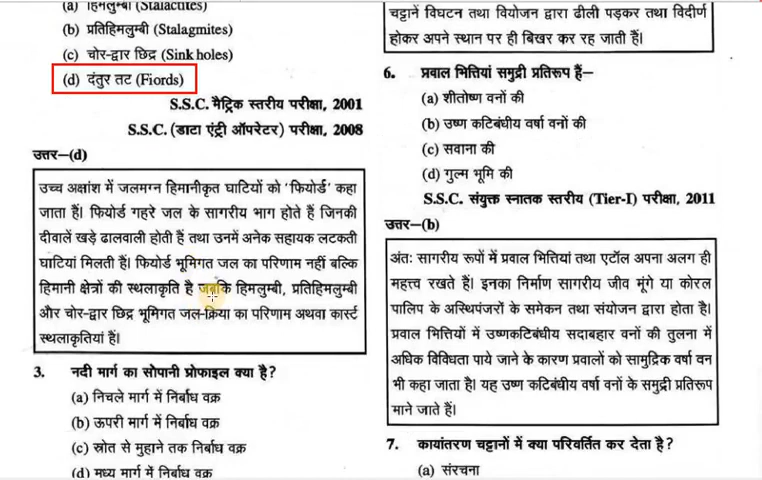 (a) हिमलुम्बी (Stalactites)
(b) प्रतिहिमलुम्बी (Stalagmites)
(c) चोर-द्वार छिद्र (Sink holes)
(d) दंतुर तट (Fiords)
S.S.C. मैट्रिक स्तरीय परीक्षा, 2001
S.S.C. (डाटा एंट्री ऑपरेटर) परीक्षा, 2008
उत्तर—(d)
उच्च अक्षांश में जलमग्न हिमानीकृत घाटियों को 'फियोर्ड' कहा
जाता हैं। फियोर्ड गहरे जल के सागरीय भाग होते हैं जिनकी
दीवालें खड़े ढालवाली होती हैं तथा उनमें अनेक सहायक लटकती
घाटियां मिलती हैं। फियोर्ड भूमिगत जल का परिणाम नहीं बल्कि
हिमानी क्षेत्रों की स्थलाकृति है जबकि हिमलुम्बी, प्रतिहिमलुम्बी
और चोर-द्वार छिद्र भूमिगत जल-क्रिया का परिणाम अथवा कार्स्ट
स्थलाकृतियां हैं।
3. नदी मार्ग का सोपानी प्रोफाइल क्या है?
(a) निचले मार्ग में निर्बाध वक्र
(b) ऊपरी मार्ग में निर्बाध वक्र
(c) स्रोत से मुहाने तक निर्बाध वक्र
(d) मध्य मार्ग में निर्बाध वक्र
चट्टानें विघटन तथा वियोजन द्वारा ढीली पड़कर तथा विदीर्ण
होकर अपने स्थान पर ही बिखर कर रह जाती हैं।
6. प्रवाल भित्तियां समुद्री प्रतिरूप हैं—
(a) शीतोष्ण वनों की
(b) उष्ण कटिबंधीय वर्षा वनों की
(c) सवाना की
(d) गुल्म भूमि की
S.S.C. संयुक्त स्नातक स्तरीय (Tier-I) परीक्षा, 2011
उत्तर—(b)
अंतः सागरीय रूपों में प्रवाल भित्तियां तथा एटॉल अपना अलग ही
महत्त्व रखते हैं। इनका निर्माण सागरीय जीव मूंगे या कोरल
पालिप के अस्थिपंजरों के समेकन तथा संयोजन द्वारा होता है।
प्रवाल भित्तियों में उष्णकटिबंधीय सदाबहार वनों की तुलना में
अधिक विविधता पाये जाने के कारण प्रवालों को सामुद्रिक वर्षा वन
भी कहा जाता है। यह उष्ण कटिबंधीय वर्षा वनों के समुद्री प्रतिरूप
माने जाते हैं।
7. कायांतरण चट्टानों में क्या परिवर्तित कर देता है?
(a) संरचना